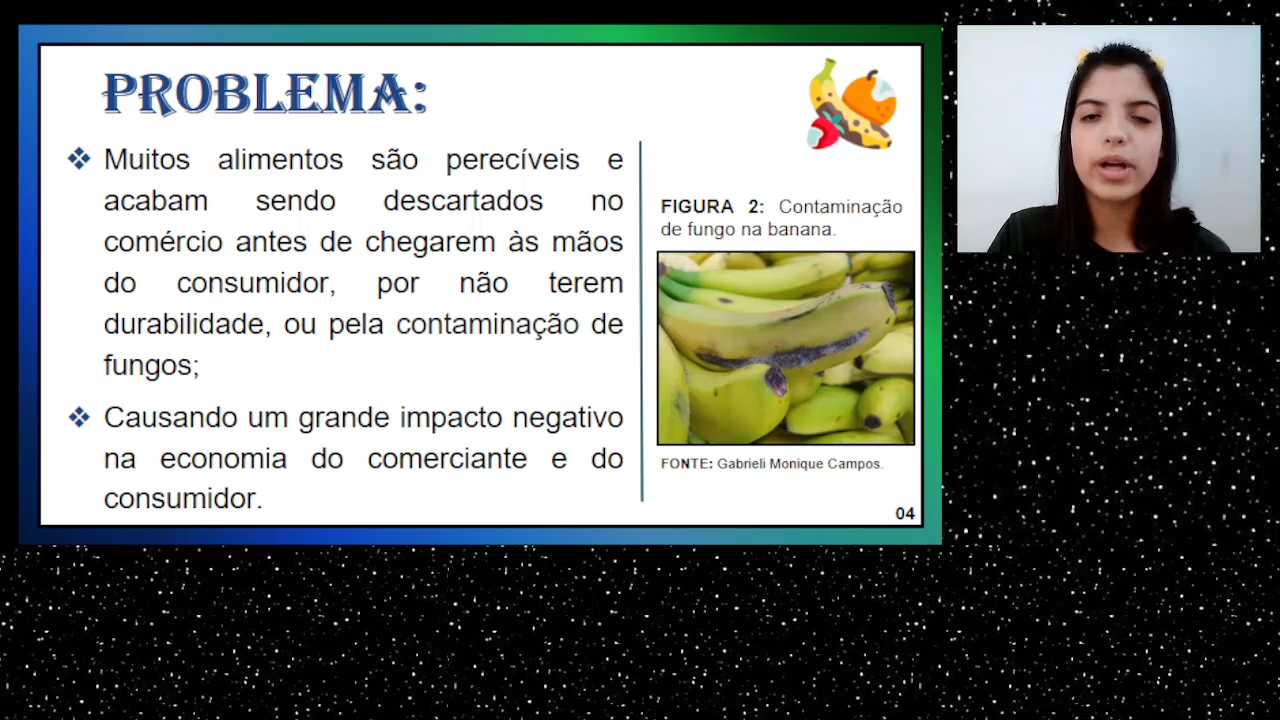 PROBLEMA:
❖ Muitos alimentos são perecíveis e
acabam sendo descartados no
comércio antes de chegarem às mãos
do consumidor, por não terem
durabilidade, ou pela contaminação de
fungos;
❖ Causando um grande impacto negativo
na economia do comerciante e do
consumidor.
FIGURA 2: Contaminação
de fungo na banana.
FONTE: Gabrieli Monique Campos.
04